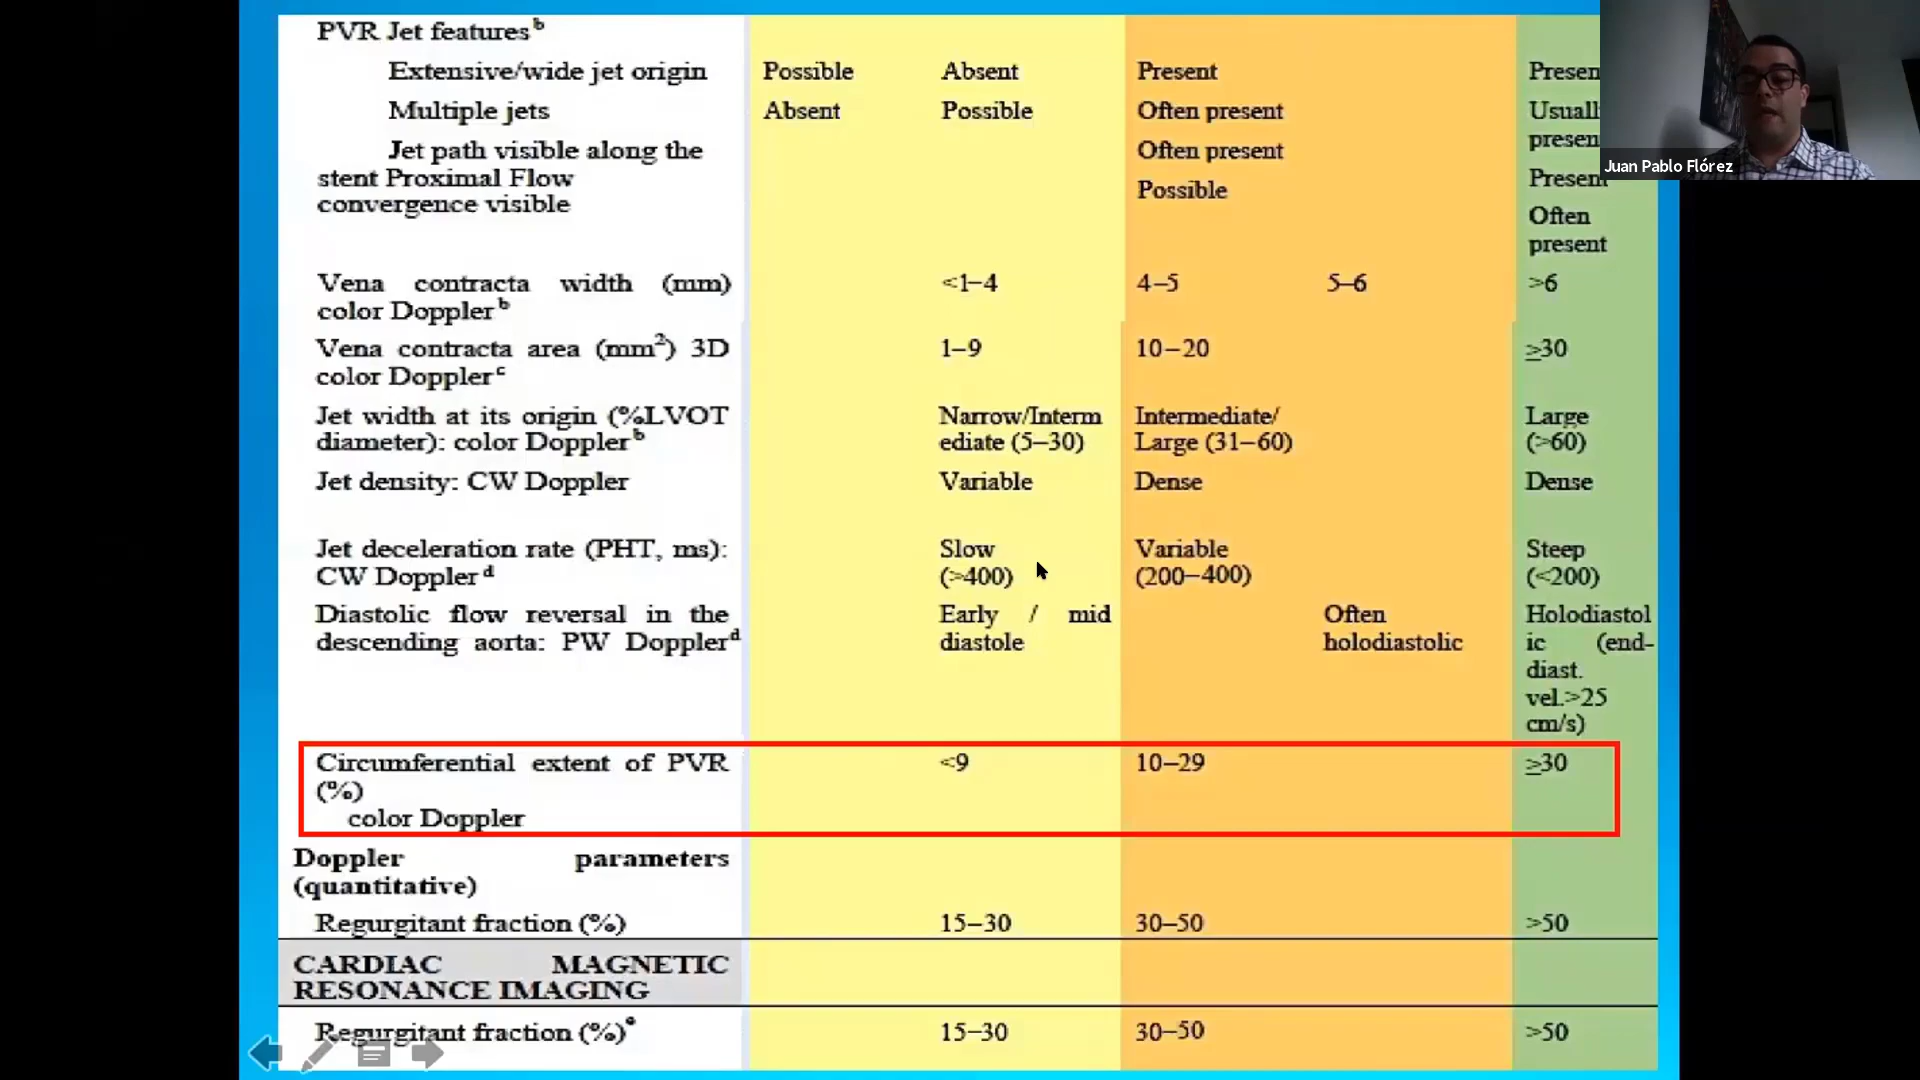 PVR Jet features b
Extensive/wide jet origin Possible Absent Present Presen
Multiple jets Absent Possible Often present Usuall
presen
Jet path visible along the Often present
stent Proximal Flow Possible Present
convergence visible
Often
present
Vena contracta width (mm) <1–4 4–5 5–6 >6
color Doppler b
Vena contracta area (mm2) 3D 1–9 10–20 ≥30
color Doppler c
Jet width at its origin (%LVOT Narrow/Interm Intermediate/ Large
diameter): color Doppler b ediate (5–30) Large (31–60) (>60)
Jet density: CW Doppler Variable Dense Dense
Jet deceleration rate (PHT, ms): Slow Variable Steep
CW Doppler d (>400) (200–400) (<200)
Diastolic flow reversal in the Early / mid Often Holodiastol
descending aorta: PW Doppler d diastole holodiastolic ic (end-
diast.
vel.>25
cm/s)
Circumferential extent of PVR <9 10–29 ≥30
(%)
color Doppler
Doppler parameters
(quantitative)
Regurgitant fraction (%) 15–30 30–50 >50
CARDIAC MAGNETIC
RESONANCE IMAGING
Regurgitant fraction (%) e 15–30 30–50 >50
Juan Pablo Flórez